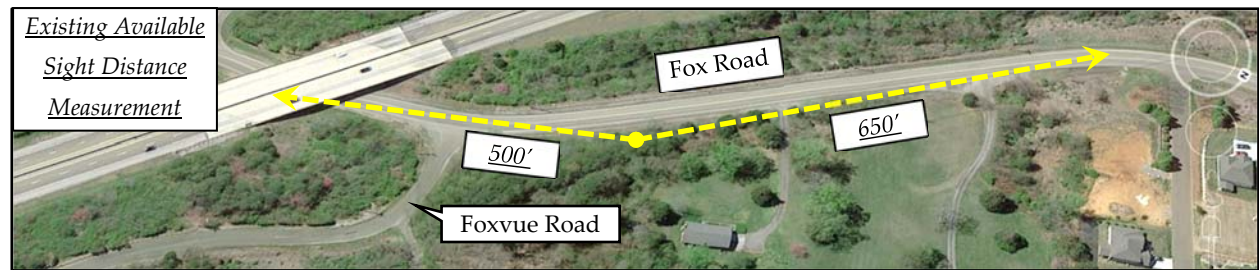 Existing Available
Sight Distance
Measurement
Fox Road
650'
500'
Foxvue Road
N